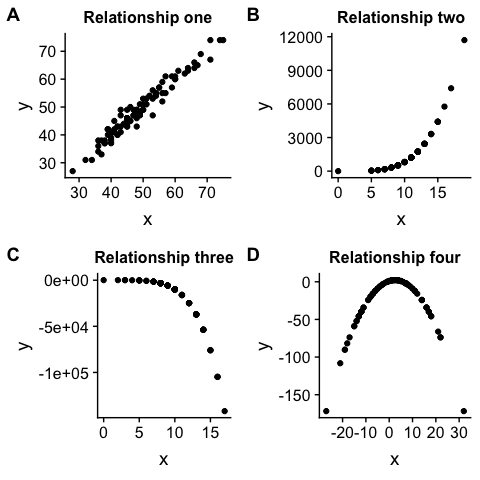 A Relationship one
70
60
50
40
30
y
30 40 50 60 70
x
B Relationship two
12000
9000
6000
3000
0
y
0 5 10 15
x
C Relationship three
0e+00
-5e+04
-1e+05
y
0 5 10 15
x
D Relationship four
0
-50
-100
-150
y
-20 -10 0 10 20 30
x